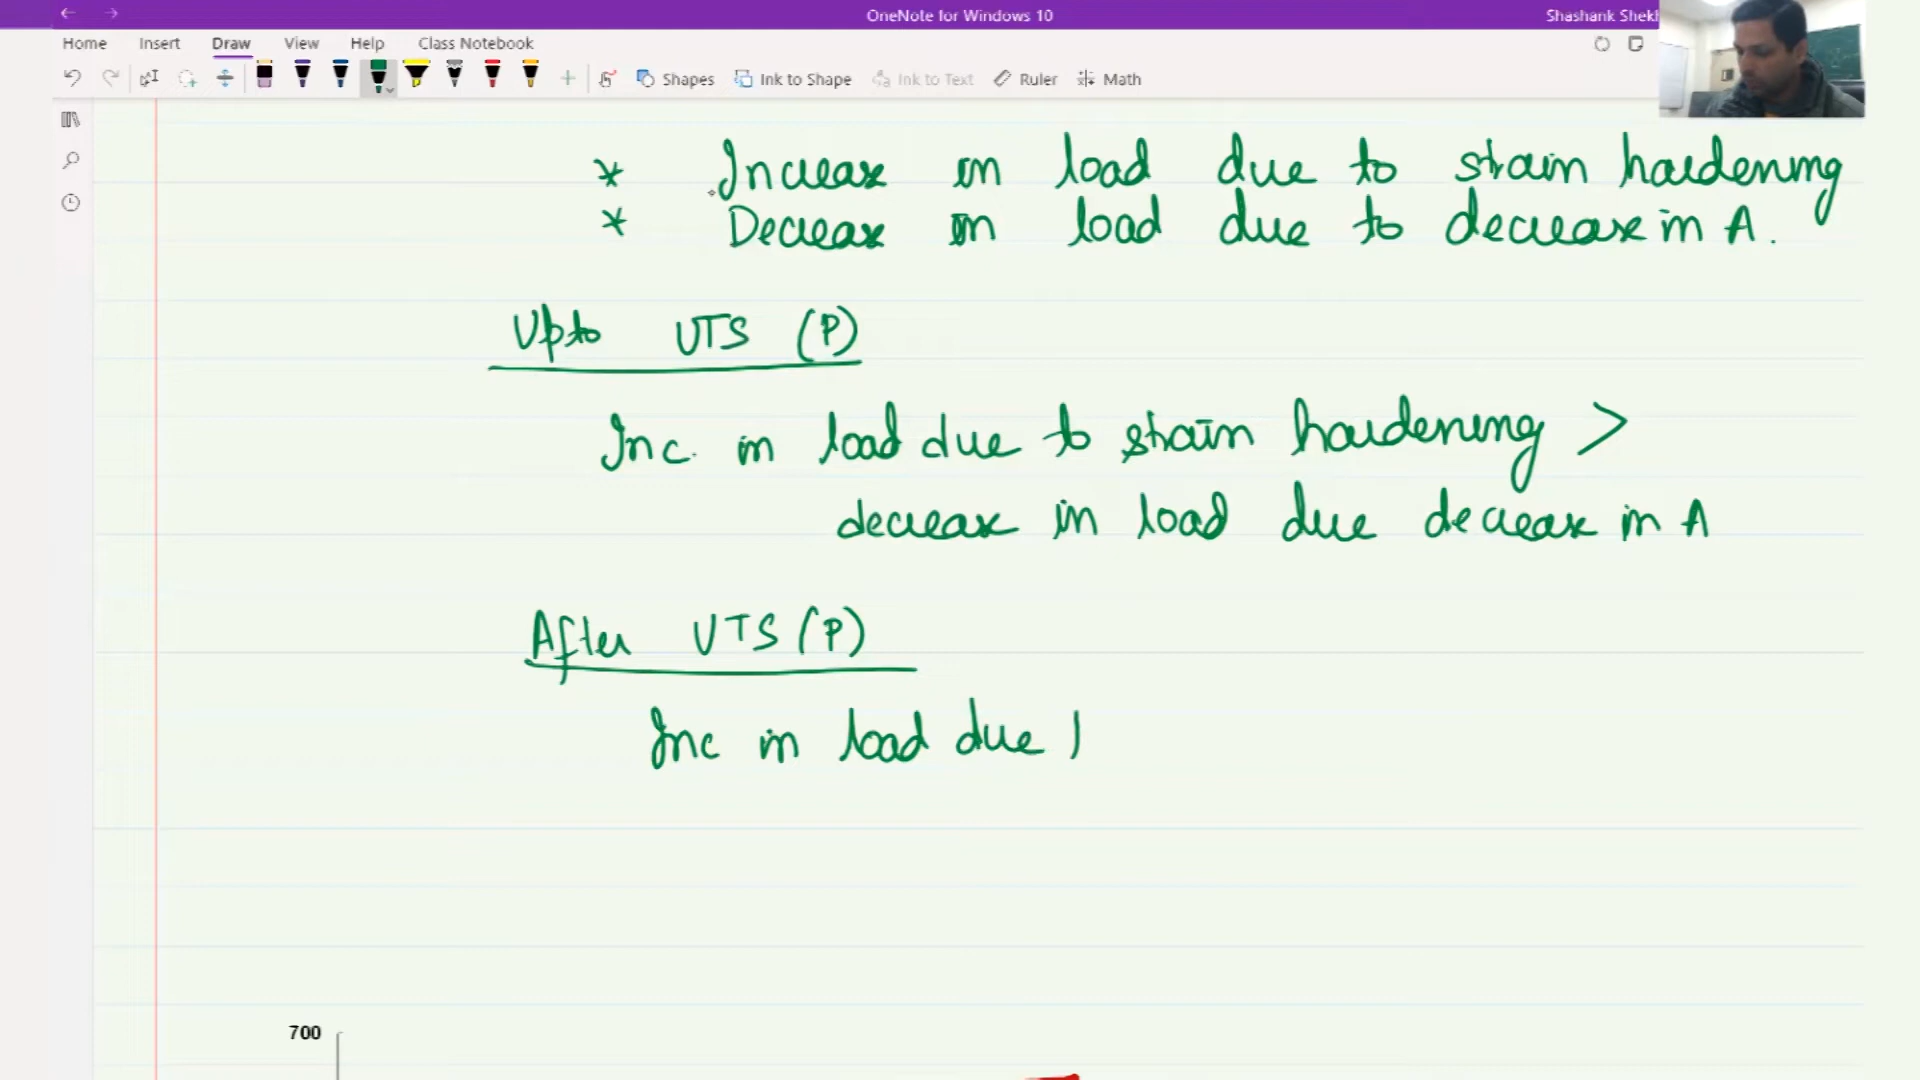 OneNote for Windows 10
Shashank Shekh
Home Insert Draw View Help Class Notebook
Shapes Ink to Shape Ink to Text Ruler Math
* Increase in load due to strain hardening
* Decrease in load due to decrease in A.
Upto UTS (P)
Inc. in load due to strain hardening >
decrease in load due decrease in A
After UTS (P)
Inc in load due
700